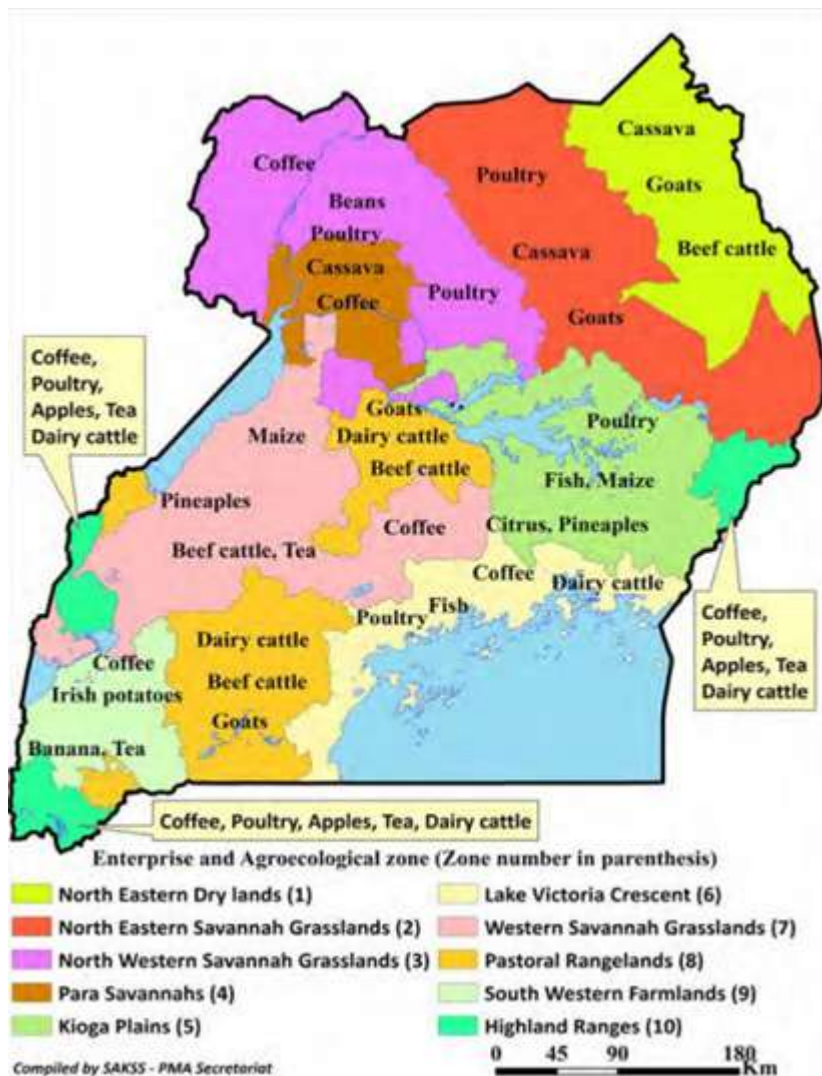 Cassava
Coffee
Poultry
Goats
Beans
Beef cattle
Poultry
Cassava
Cassava
Poultry
Coffee
Goats
Coffee,
Poultry,
Apples, Tea
Dairy cattle
Goats
Poultry
Maize
Dairy cattle
Beef cattle
Fish, Maize
Pineaples
Coffee
Citrus, Pineaples
Beef cattle, Tea
Coffee
Dairy cattle
Poultry
Fish
Coffee,
Poultry,
Apples, Tea
Dairy cattle
Dairy cattle
Coffee
Beef cattle
Irish potatoes
Goats
Banana, Tea
Coffee, Poultry, Apples, Tea, Dairy cattle
Enterprise and Agroecological zone (Zone number in parenthesis)
North Eastern Dry lands (1)
North Eastern Savannah Grasslands (2)
North Western Savannah Grasslands (3)
Para Savannahs (4)
Kioga Plains (5)
Lake Victoria Crescent (6)
Western Savannah Grasslands (7)
Pastoral Rangelands (8)
South Western Farmlands (9)
Highland Ranges (10)
Compiled by SAKSS - PMA Secretariat
0 45 90 180
Km